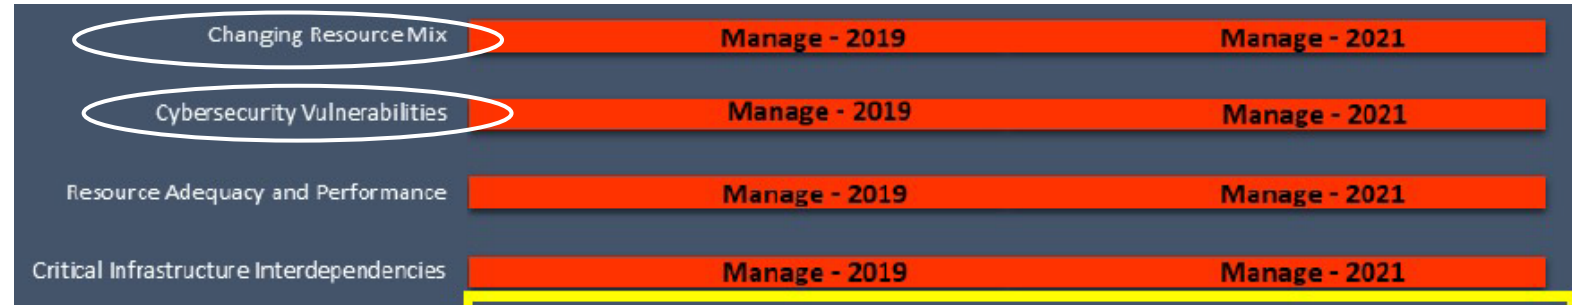 Changing Resource Mix Manage - 2019 Manage - 2021
Cybersecurity Vulnerabilities Manage - 2019 Manage - 2021
Resource Adequacy and Performance Manage - 2019 Manage - 2021
Critical Infrastructure Interdependencies Manage - 2019 Manage - 2021